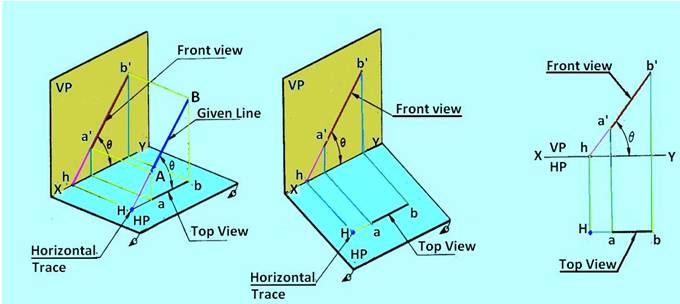 Front view
VP
b'
B
Given Line
a'
θ
Y
h
A
θ
X
b
H
a
HP
Top View
Horizontal
Trace
VP
b'
Front view
a'
θ
Y
h
X
H
a
b
HP
Top View
Horizontal
Trace
Front view
b'
a'
h
θ
X
VP
Y
HP
H
a
b
Top View